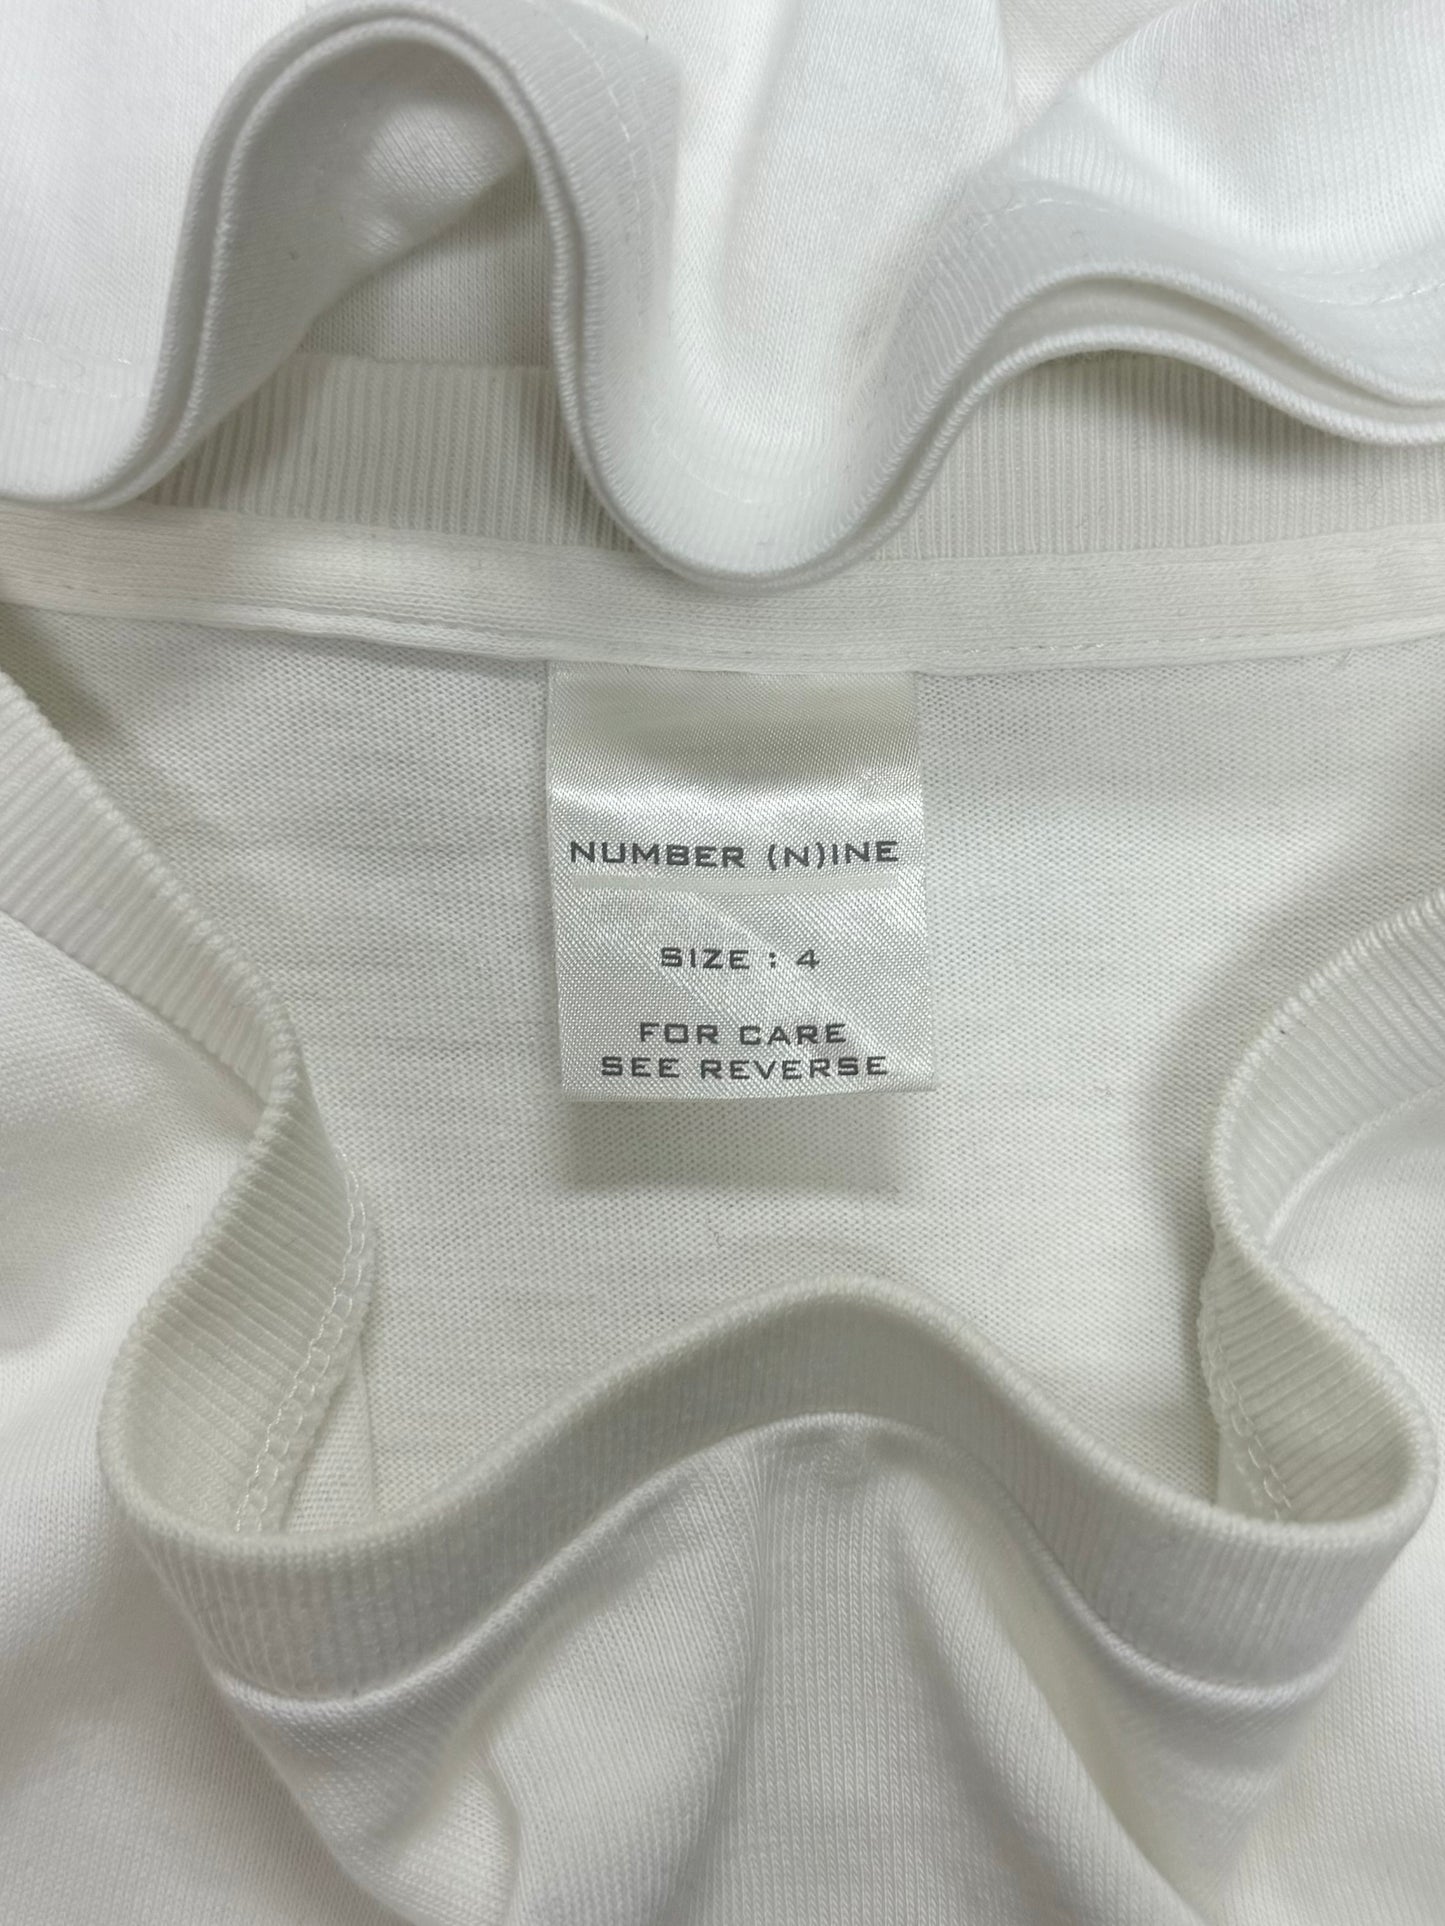 NUMBER (N)INE
SIZE : 4
FOR CARE
SEE REVERSE